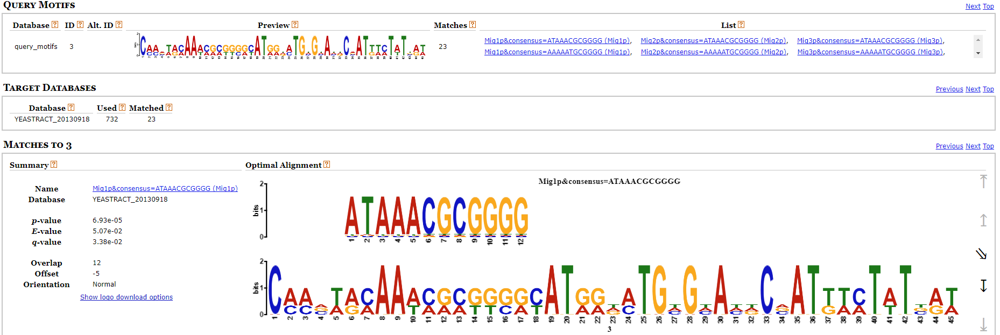 QUERY MOTIFS
Next Top
Database ? ID ? Alt. ID ? Preview ? Matches ? List ?
query_motifs 3 23 Mig1p&consensus=ATAAACGCGGGG (Mig1p), Mig2p&consensus=ATAAACGCGGGG (Mig2p), Mig3p&consensus=ATAAACGCGGGG (Mig3p),
Mig1p&consensus=AAAAATGCGGGG (Mig1p), Mig2p&consensus=AAAAATGCGGGG (Mig2p), Mig3p&consensus=AAAAATGCGGGG (Mig3p),
TARGET DATABASES
Previous Next Top
Database ? Used ? Matched ?
YEASTRACT_20130918 732 23
MATCHES TO 3
Previous Next Top
Summary ?
Name Mig1p&consensus=ATAAACGCGGGG (Mig1p)
Database YEASTRACT_20130918
p-value 6.93e-05
E-value 5.07e-02
q-value 3.38e-02
Overlap 12
Offset -5
Orientation Normal
Show logo download options
Optimal Alignment ?
Mig1p&consensus=ATAAACGCGGGG
2
bits
1
0
ATAAACGCGGGG
1 2 3 4 5 6 7 8 9 10 11 12
2
bits
1
0
1 2 3 4 5 6 7 8 9 10 11 12 13 14 15 16 17 18 19 20 21 22 23 24 25 26 27 28 29 30 31 32 33 34 35 36 37 38 39 40 41 42 43 44 45
3